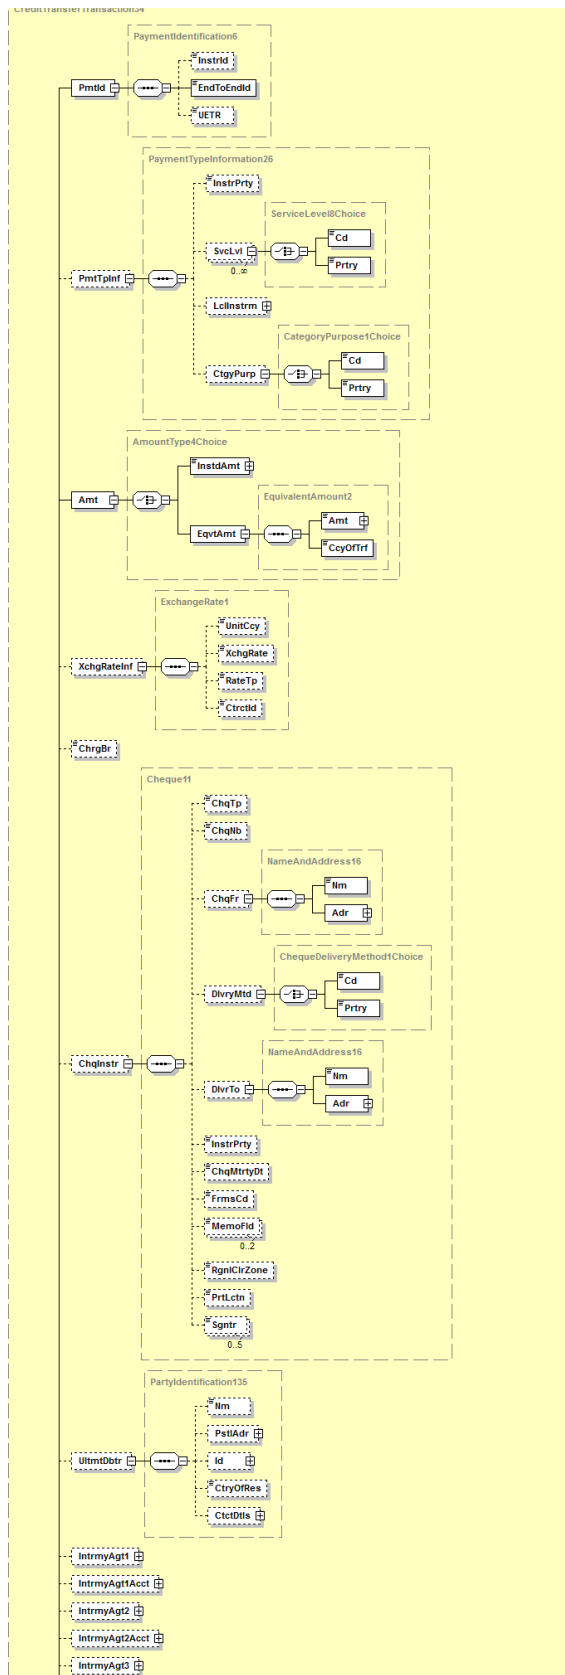 CreditTransferTransaction34
PaymentIdentification6
InstrId
PmtId
EndToEndId
UETR
PaymentTypeInformation26
InstrPrty
ServiceLevel8Choice
Cd
SvcLvl
Prtry
0..∞
PmtTpInf
LclInstrm
CategoryPurpose1Choice
Cd
CtgyPurp
Prtry
AmountType4Choice
InstdAmt
Amt
EquivalentAmount2
Amt
EqvtAmt
CcyOfTrf
ExchangeRate1
UnitCcy
XchgRate
XchgRateInf
RateTp
CtrctId
ChrgBr
Cheque11
ChqTp
ChqNb
NameAndAddress16
Nm
ChqFr
Adr
ChequeDeliveryMethod1Choice
Cd
DlvryMtd
Prtry
ChqInstr
NameAndAddress16
Nm
DlvrTo
Adr
InstrPrty
ChqMtrtyDt
FrmsCd
MemoFld
0..2
RgnlClrZone
PrtLctn
Sgntr
0..5
PartyIdentification135
Nm
PstlAdr
UltmtDbtr
Id
CtryOfRes
CtctDtls
IntrmyAgt1
IntrmyAgt1Acct
IntrmyAgt2
IntrmyAgt2Acct
IntrmyAgt3